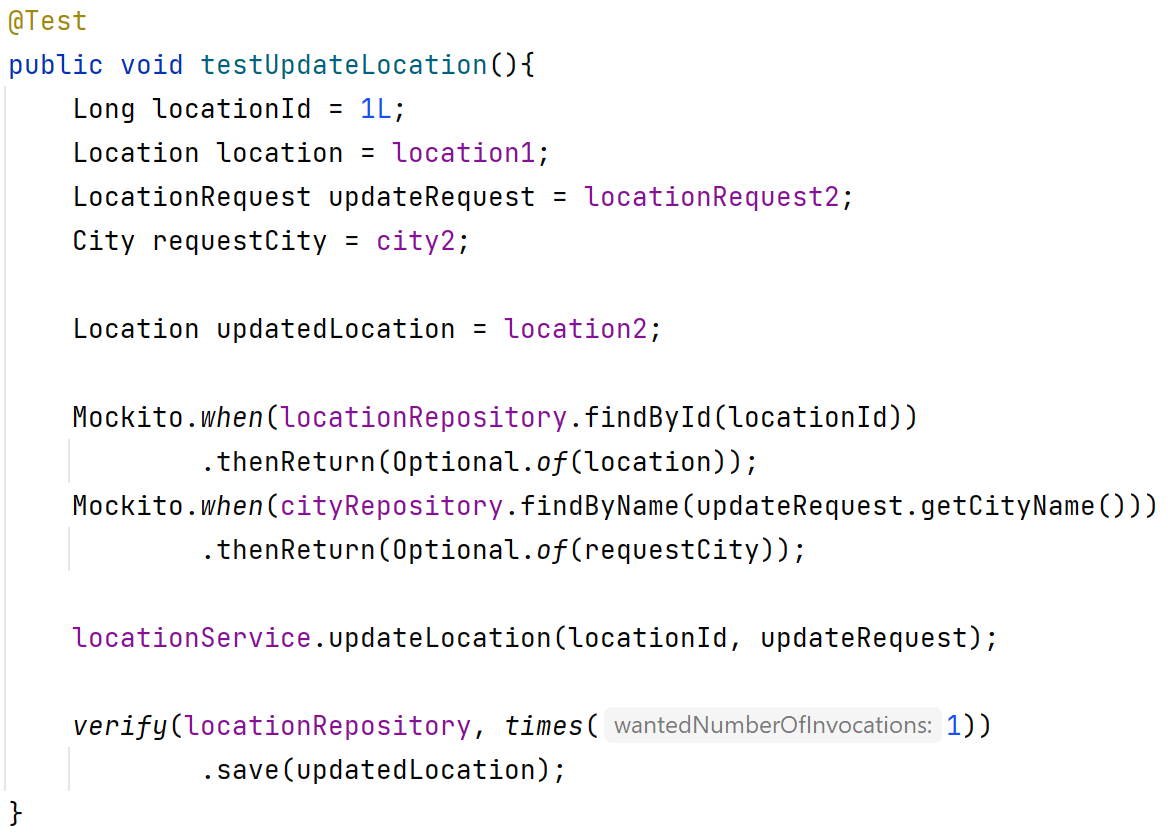 @Test
public void testUpdateLocation(){
Long locationId = 1L;
Location location = location1;
LocationRequest updateRequest = locationRequest2;
City requestCity = city2;
Location updatedLocation = location2;
Mockito.when(locationRepository.findById(locationId))
.thenReturn(Optional.of(location));
Mockito.when(cityRepository.findByName(updateRequest.getCityName()))
.thenReturn(Optional.of(requestCity));
locationService.updateLocation(locationId, updateRequest);
verify(locationRepository, times( wantedNumberOfInvocations: 1))
.save(updatedLocation);
}